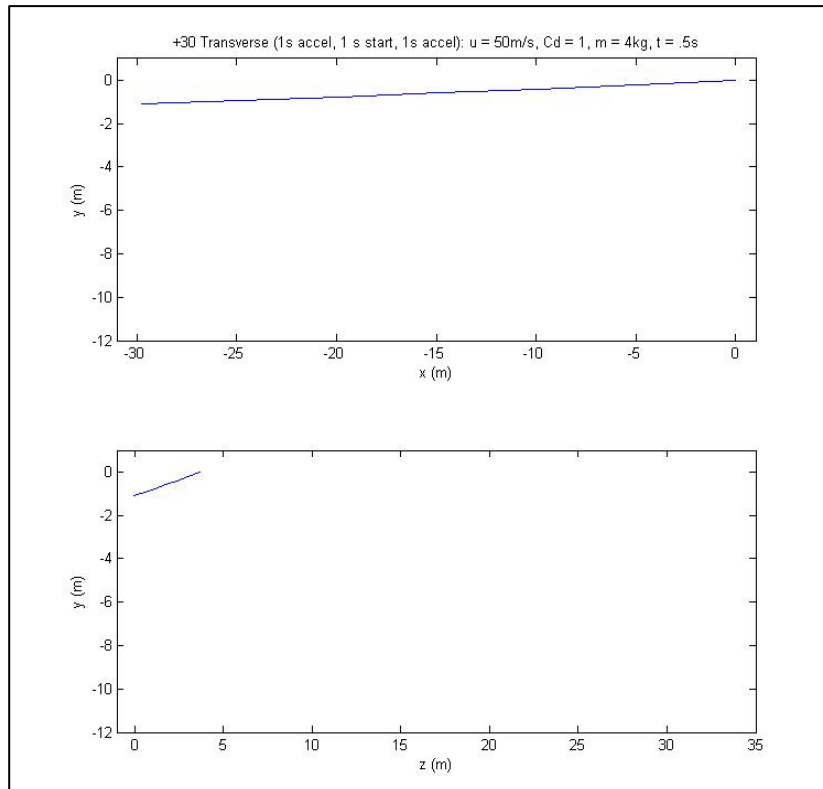 +30 Transverse (1s accel, 1 s start, 1s accel): u = 50m/s, Cd = 1, m = 4kg, t = .5s
0
-2
-4
-6
-8
-10
-12
y (m)
-30 -25 -20 -15 -10 -5 0
x (m)
0
-2
-4
-6
-8
-10
-12
y (m)
0 5 10 15 20 25 30 35
z (m)